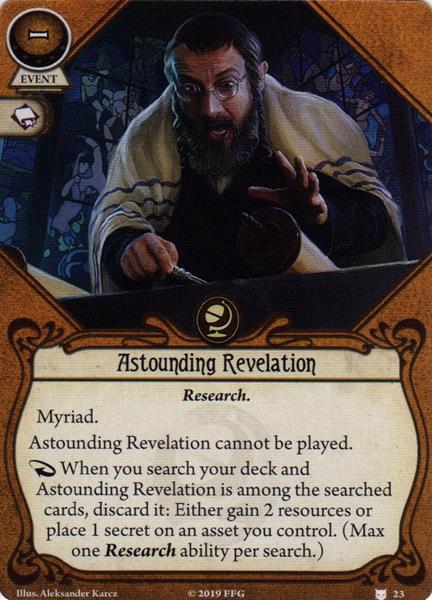 –
EVENT
Astounding Revelation
Research.
Myriad.
Astounding Revelation cannot be played.
When you search your deck and
Astounding Revelation is among the searched
cards, discard it: Either gain 2 resources or
place 1 secret on an asset you control. (Max
one Research ability per search.)
Illus. Aleksander Karcz © 2019 FFG 23